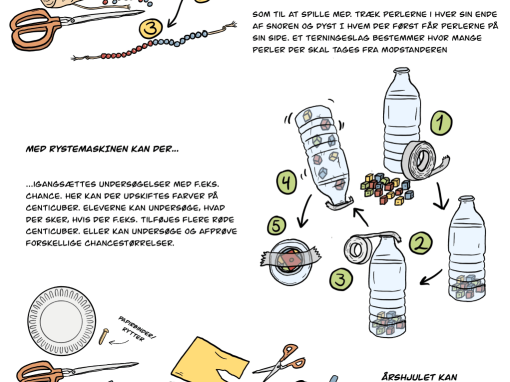 3
SOM TIL AT SPILLE MED. TRÆK PERLERNE I HVER SIN ENDE
AF SNOREN OG DYST I HVEM DER FØRST FÅR PERLERNE PÅ
SIN SIDE. ET TERNINGESLAG BESTEMMER HVOR MANGE
PERLER DER SKAL TAGES FRA MODSTANDEREN
MED RYSTEMASKINEN KAN DER...
...IGANGSÆTTES UNDERSØGELSER MED F.EKS.
CHANCE. HER KAN DER UDSKIFTES FARVER PÅ
CENTICUBER. ELEVERNE KAN UNDERSØGE, HVAD
DER SKER, HVIS DER F.EKS. TILFØJES FLERE RØDE
CENTICUBER. ELLER KAN UNDERSØGE OG AFPRØVE
FORSKELLIGE CHANCESTØRRELSER.
1
2
3
4
5
PAPIRBINDER/
RYTTER
ÅRSHJULET KAN